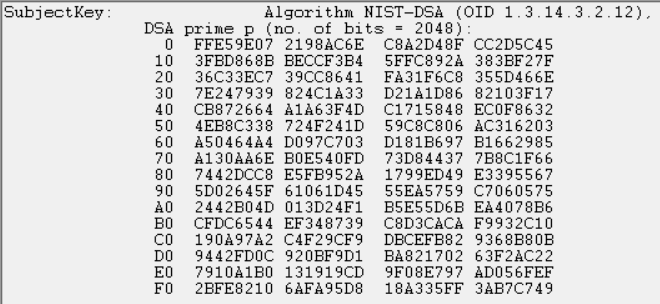 SubjectKey: Algorithm NIST-DSA (OID 1.3.14.3.2.12),
DSA prime p (no. of bits = 2048):
0 FFE59E07 2198AC6E C8A2D48F CC2D5C45
10 3FBD868B BECCF3B4 5FFC892A 383BF27F
20 36C33EC7 39CC8641 FA31F6C8 355D466E
30 7E247939 824C1A33 D21A1D86 82103F17
40 CB872664 A1A63F4D C1715848 EC0F8632
50 4EB8C338 724F241D 59C8C806 AC316203
60 A50464A4 D097C703 D181B697 B1662985
70 A130AA6E B0E540FD 73D84437 7B8C1F66
80 7442DCC8 E5FB952A 1799ED49 E3395567
90 5D02645F 61061D45 55EA5759 C7060575
A0 2442B04D 013D24F1 B5E55D6B EA4078B6
B0 CFDC6544 EF348739 C8D3CACA F9932C10
C0 190A97A2 C4F29CF9 DBCEFB82 9368B80B
D0 9442FD0C 920BF9D1 BA821702 63F2AC22
E0 7910A1B0 131919CD 9F08E797 AD056FEF
F0 2BFE8210 6AFA95D8 18A335FF 3AB7C749